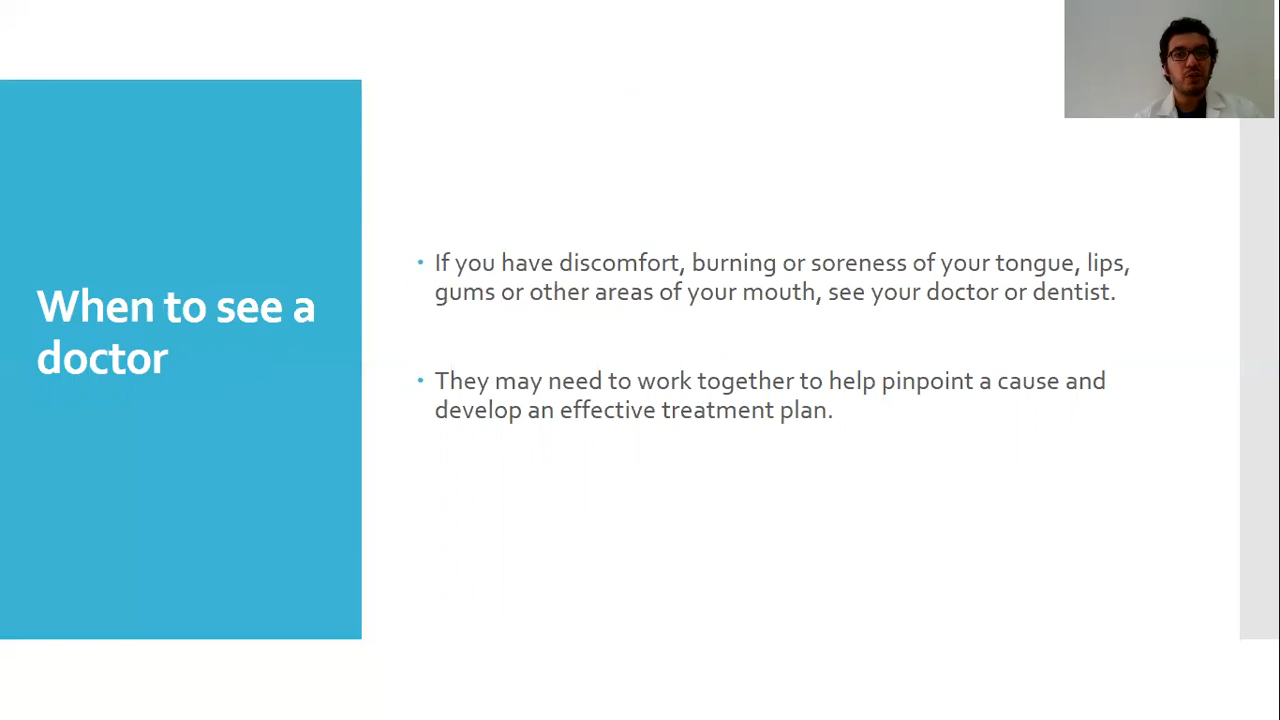 When to see a
doctor
• If you have discomfort, burning or soreness of your tongue, lips,
gums or other areas of your mouth, see your doctor or dentist.
• They may need to work together to help pinpoint a cause and
develop an effective treatment plan.